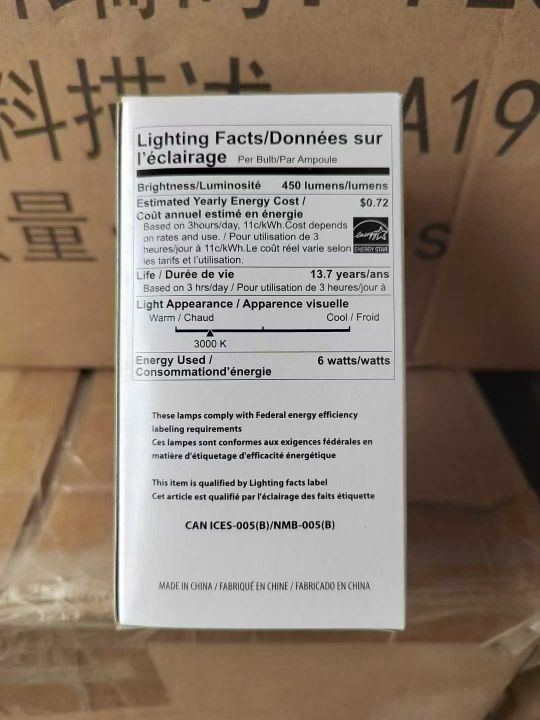 科描述
A19
量
S
Lighting Facts/Données sur
l'éclairage Per Bulb/Par Ampoule
Brightness/Luminosité 450 lumens/lumens
Estimated Yearly Energy Cost / $0.72
Coût annuel estimé en énergie
Based on 3hours/day, 11c/kWh.Cost depends
on rates and use. / Pour utilisation de 3
heures/jour à 11c/kWh.Le coût réel varie selon
les tarifs et l'utilisation.
energy
ENERGY STAR
Life / Durée de vie 13.7 years/ans
Based on 3 hrs/day / Pour utilisation de 3 heures/jour à
Light Appearance / Apparence visuelle
Warm / Chaud Cool / Froid
3000 K
Energy Used / 6 watts/watts
Consommationd'énergie
These lamps comply with Federal energy efficiency
labeling requirements
Ces lampes sont conformes aux exigences fédérales en
matière d'étiquetage d'efficacité énergétique
This item is qualified by Lighting facts label
Cet article est qualifié par l'éclairage des faits étiquette
CAN ICES-005(B)/NMB-005(B)
MADE IN CHINA / FABRIQUÉ EN CHINE / FABRICADO EN CHINA